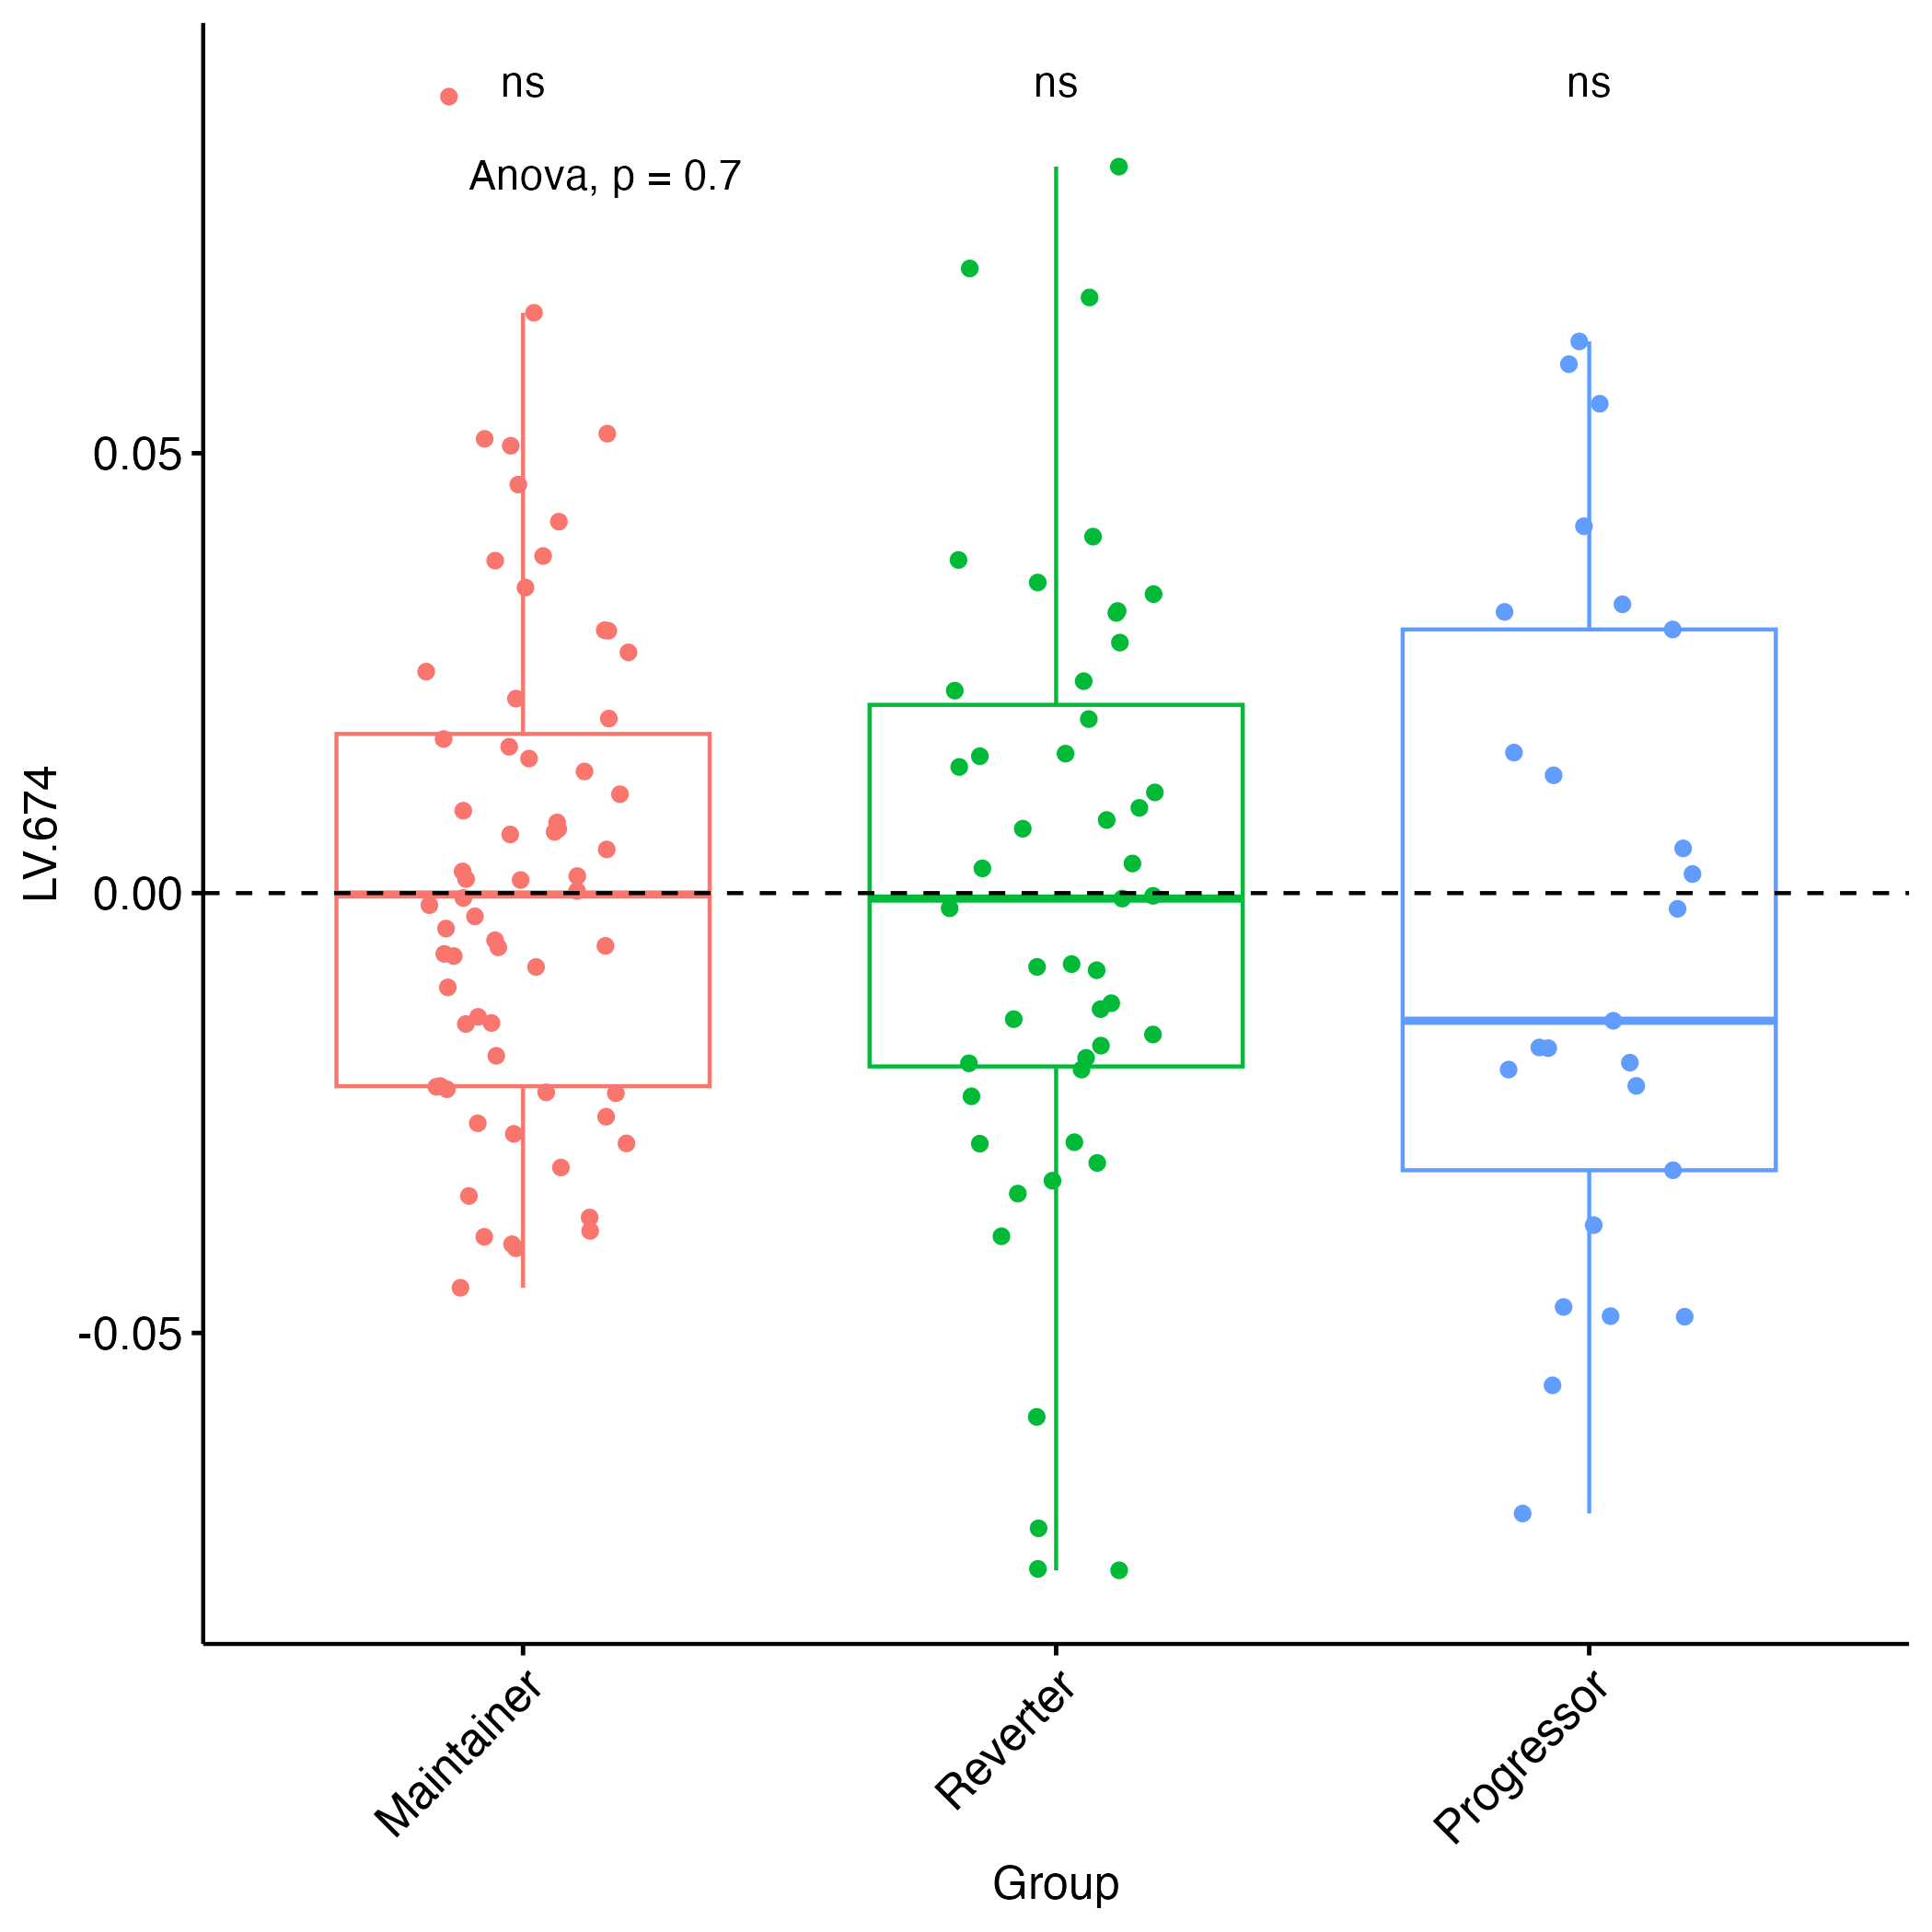 ns ns ns
Anova, p = 0.7
0.05
0.00
-0.05
LV.674
Maintainer Reverter Progressor
Group